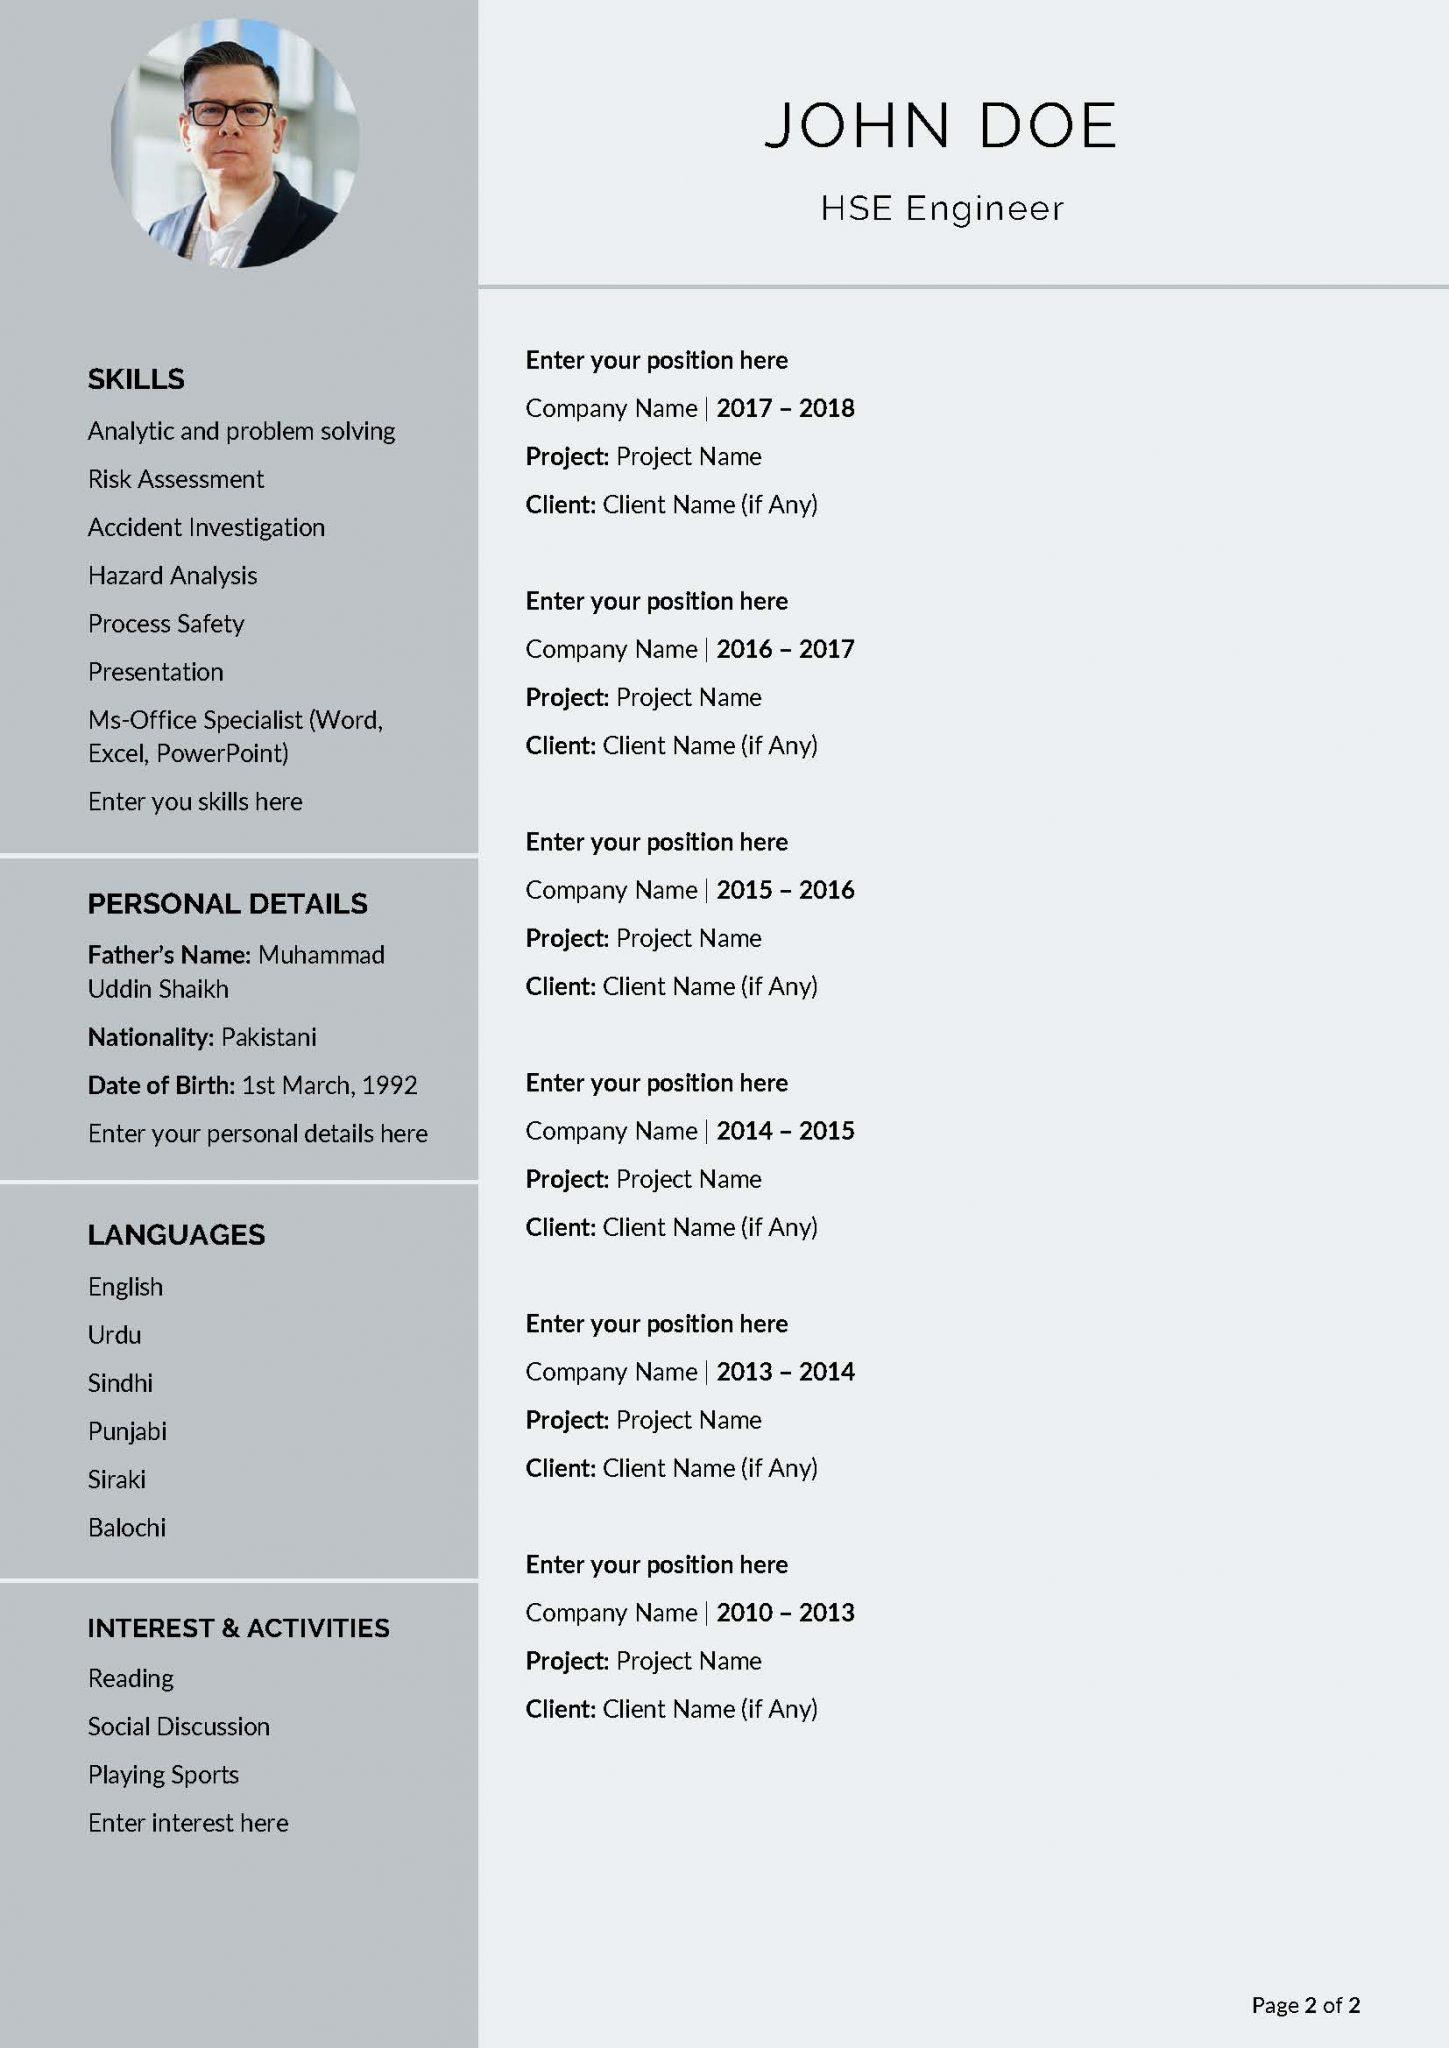 JOHN DOE
HSE Engineer
SKILLS
Analytic and problem solving
Risk Assessment
Accident Investigation
Hazard Analysis
Process Safety
Presentation
Ms-Office Specialist (Word,
Excel, PowerPoint)
Enter you skills here
PERSONAL DETAILS
Father’s Name: Muhammad
Uddin Shaikh
Nationality: Pakistani
Date of Birth: 1st March, 1992
Enter your personal details here
LANGUAGES
English
Urdu
Sindhi
Punjabi
Siraki
Balochi
INTEREST & ACTIVITIES
Reading
Social Discussion
Playing Sports
Enter interest here
Enter your position here
Company Name | 2017 – 2018
Project: Project Name
Client: Client Name (if Any)
Enter your position here
Company Name | 2016 – 2017
Project: Project Name
Client: Client Name (if Any)
Enter your position here
Company Name | 2015 – 2016
Project: Project Name
Client: Client Name (if Any)
Enter your position here
Company Name | 2014 – 2015
Project: Project Name
Client: Client Name (if Any)
Enter your position here
Company Name | 2013 – 2014
Project: Project Name
Client: Client Name (if Any)
Enter your position here
Company Name | 2010 – 2013
Project: Project Name
Client: Client Name (if Any)
Page 2 of 2